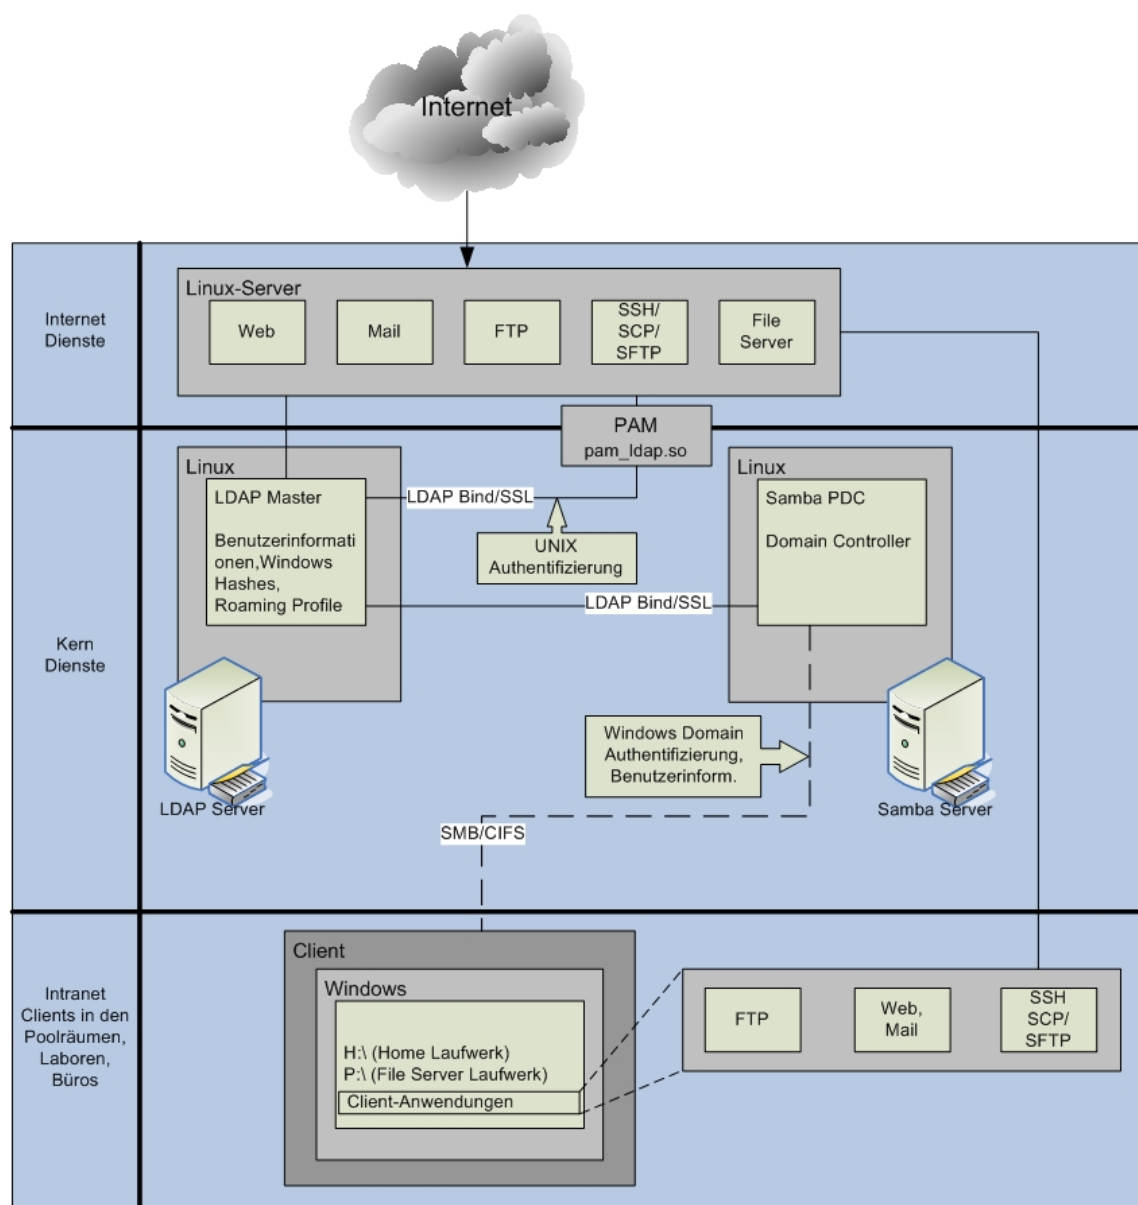 Internet
Internet
Dienste
Linux-Server
Web
Mail
FTP
SSH/
SCP/
SFTP
File
Server
PAM
pam_ldap.so
Kern
Dienste
Linux
LDAP Master
Benutzerinformati
onen,Windows
Hashes,
Roaming Profile
LDAP Bind/SSL
UNIX
Authentifizierung
LDAP Bind/SSL
Linux
Samba PDC
Domain Controller
LDAP Server
Windows Domain
Authentifizierung,
Benutzerinform.
Samba Server
SMB/CIFS
Intranet
Clients in den
Poolräumen,
Laboren,
Büros
Client
Windows
H:\ (Home Laufwerk)
P:\ (File Server Laufwerk)
Client-Anwendungen
FTP
Web,
Mail
SSH
SCP/
SFTP